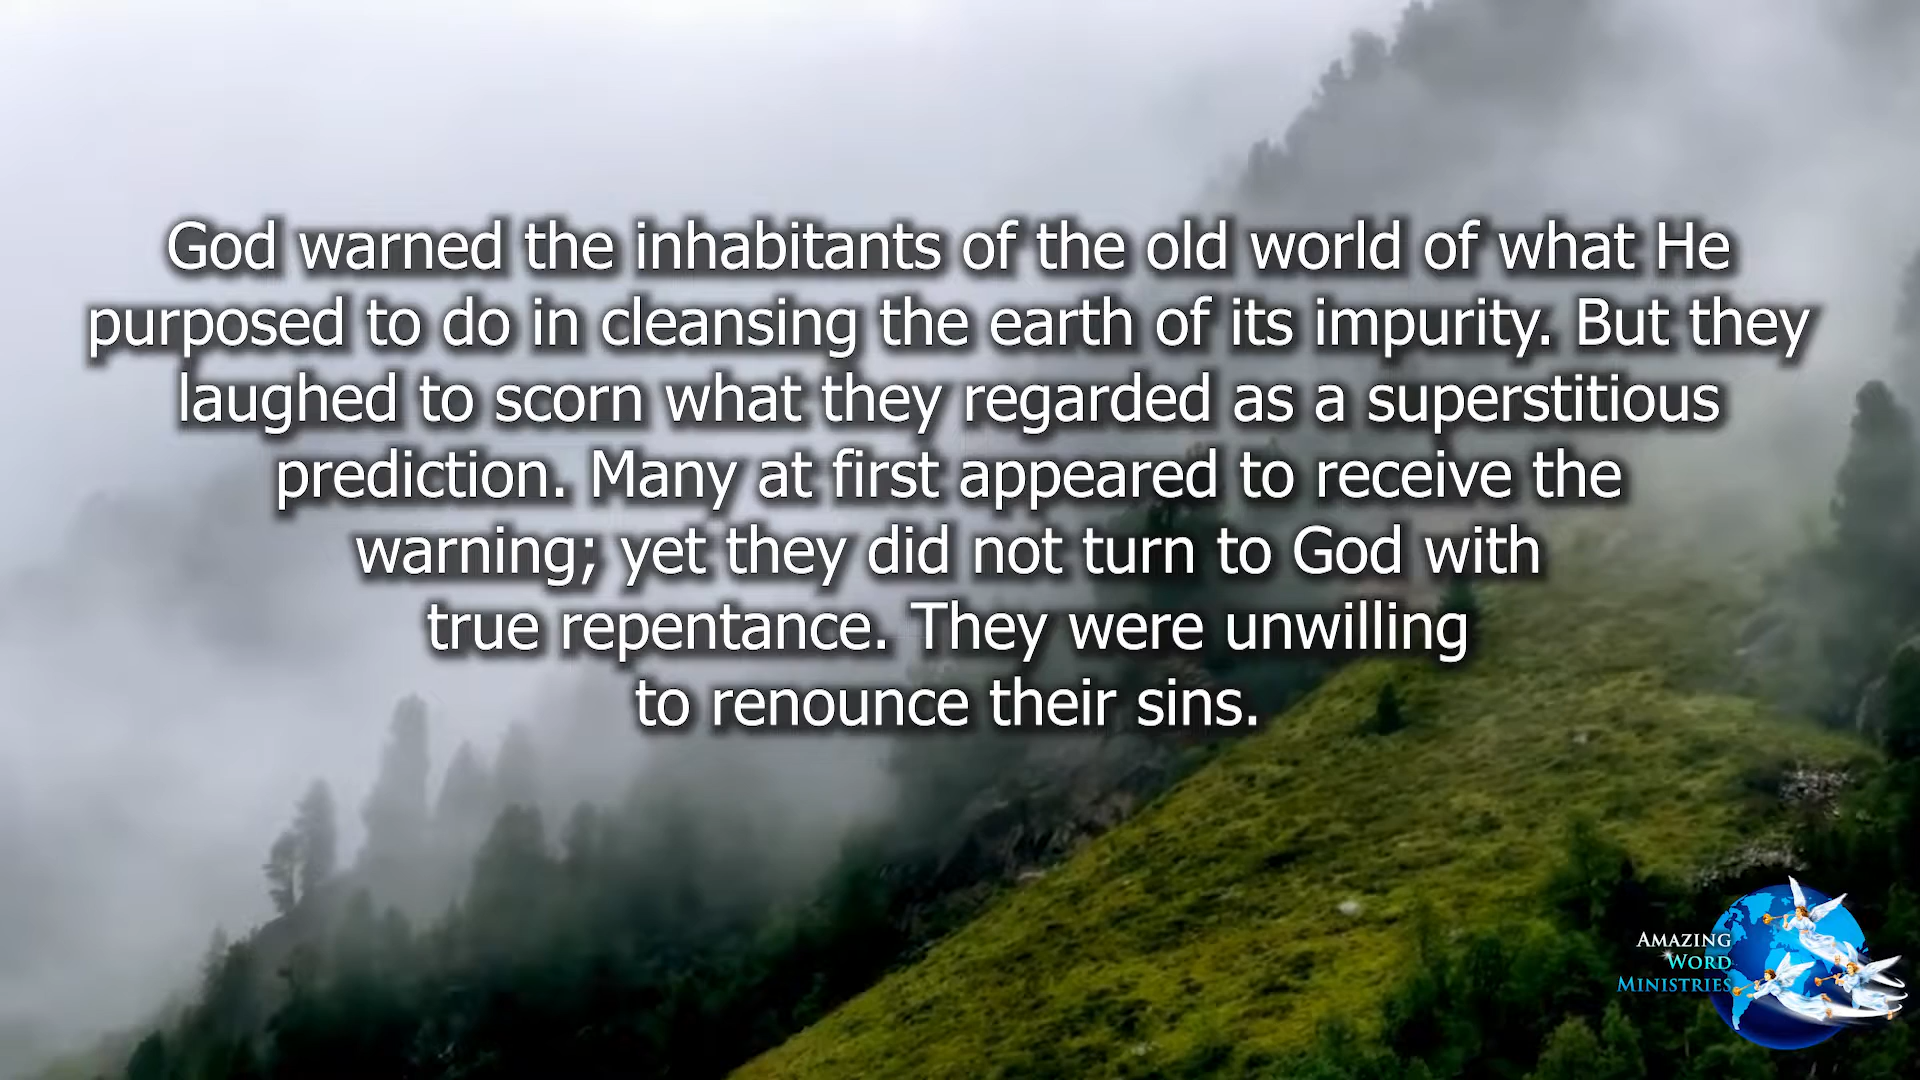 God warned the inhabitants of the old world of what He
purposed to do in cleansing the earth of its impurity. But they
laughed to scorn what they regarded as a superstitious
prediction. Many at first appeared to receive the
warning; yet they did not turn to God with
true repentance. They were unwilling
to renounce their sins.
AMAZING
WORD
MINISTRIES